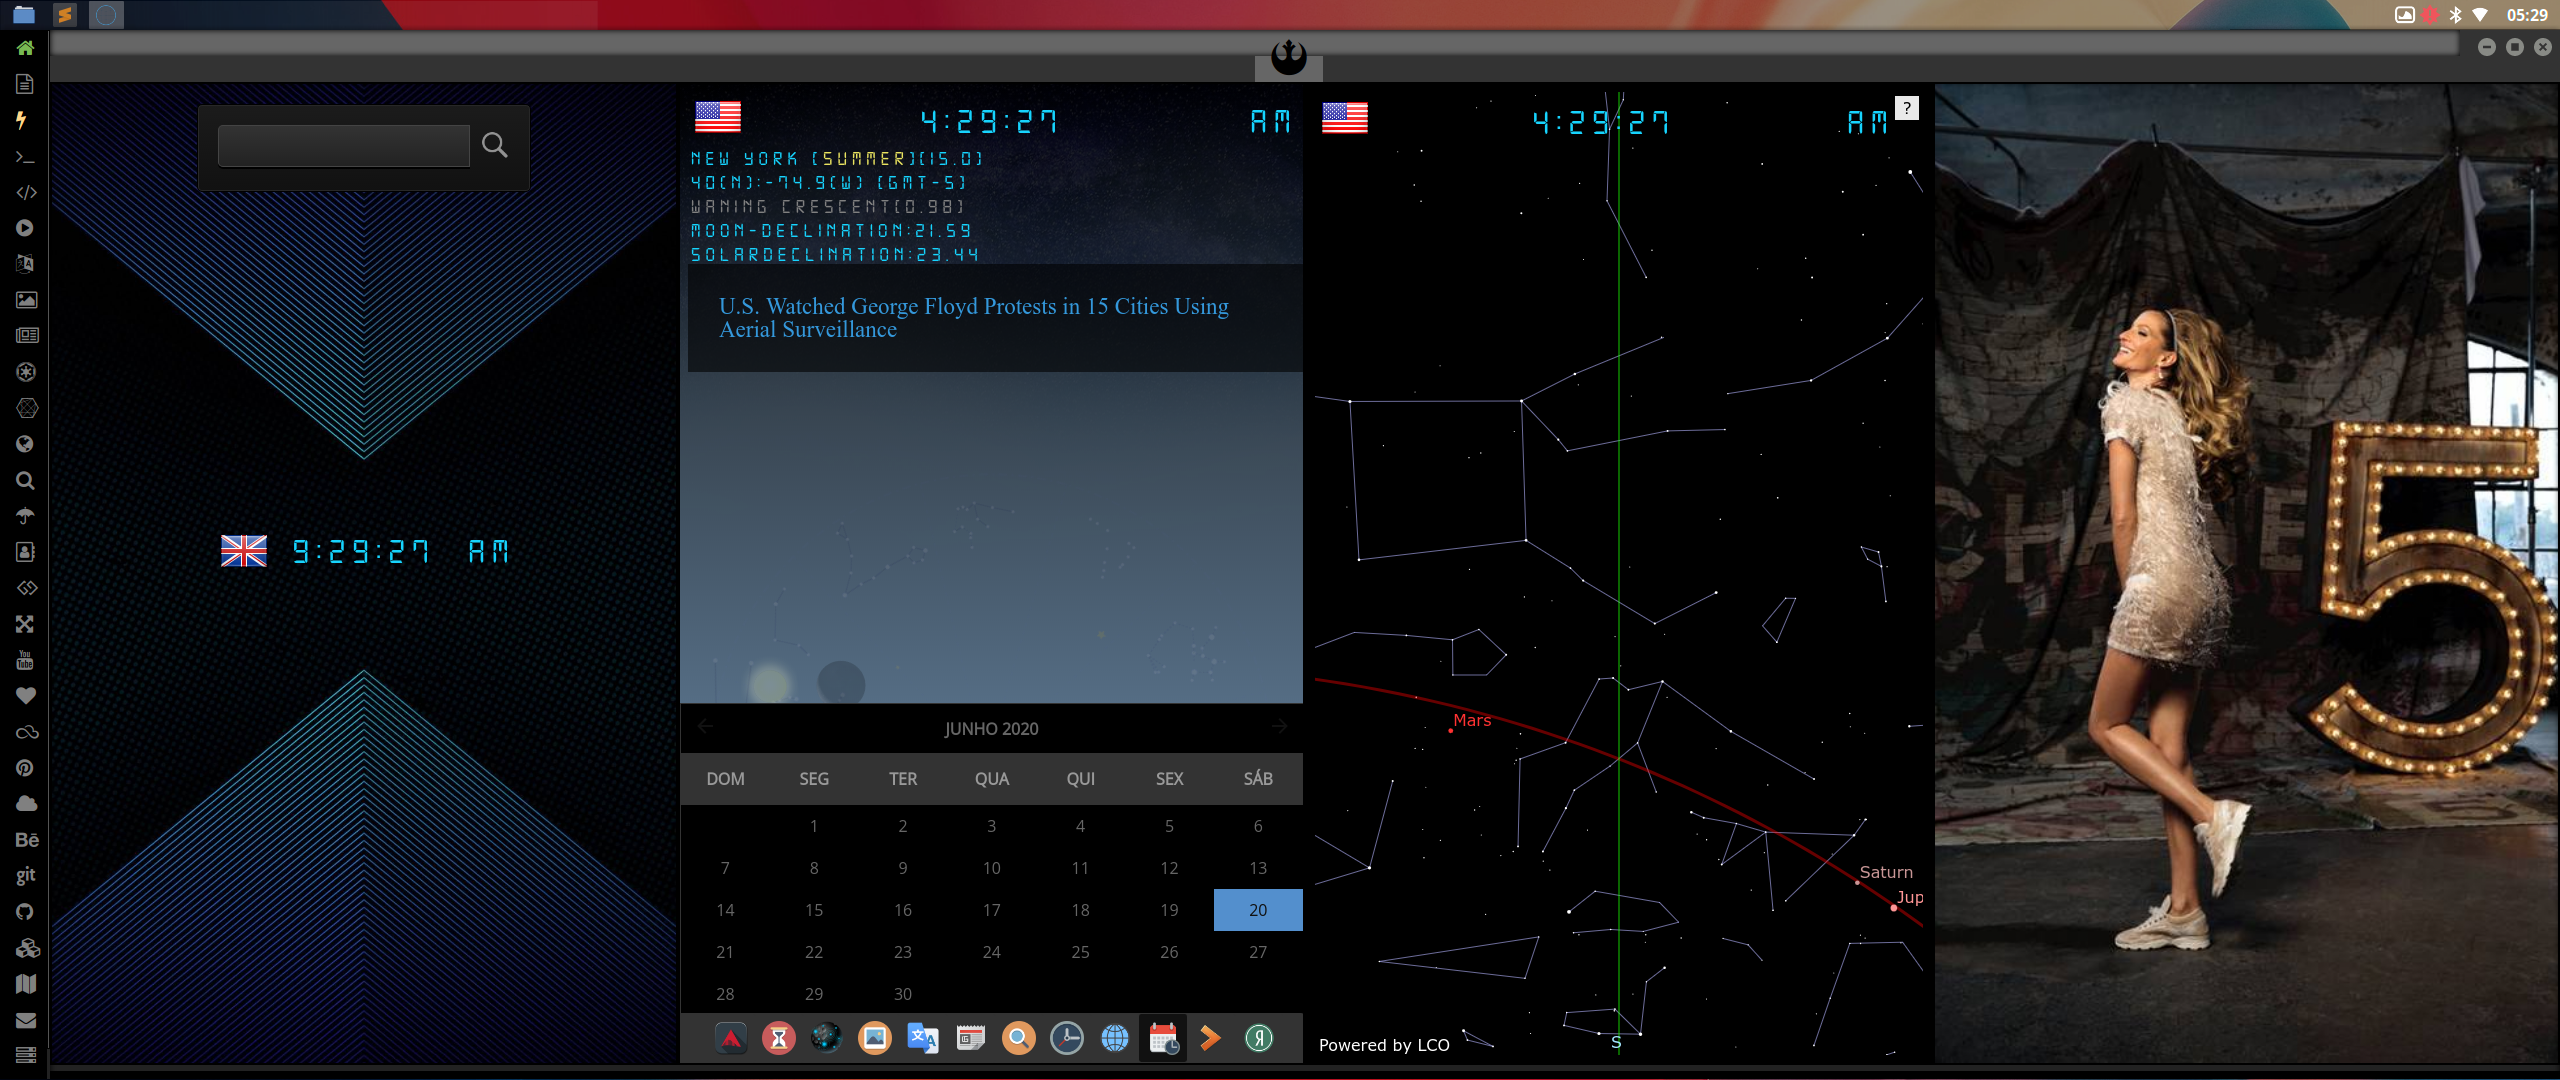 05:29
You
Tube
Bē
git
9:29:27 AM
4:29:27 AM
NEW YORK [SUMMER][15.0]
40(N):-74.9(W) [GMT-5]
WANING CRESCENT[0.98]
MOON-DECLINATION:21.59
SOLARDECLINATION:23.44
U.S. Watched George Floyd Protests in 15 Cities Using
Aerial Surveillance
JUNHO 2020
DOM SEG TER QUA QUI SEX SÁB
1 2 3 4 5 6
7 8 9 10 11 12 13
14 15 16 17 18 19 20
21 22 23 24 25 26 27
28 29 30
4:29:27 AM
?
Mars
Saturn
Jup
Powered by LCO
S
5